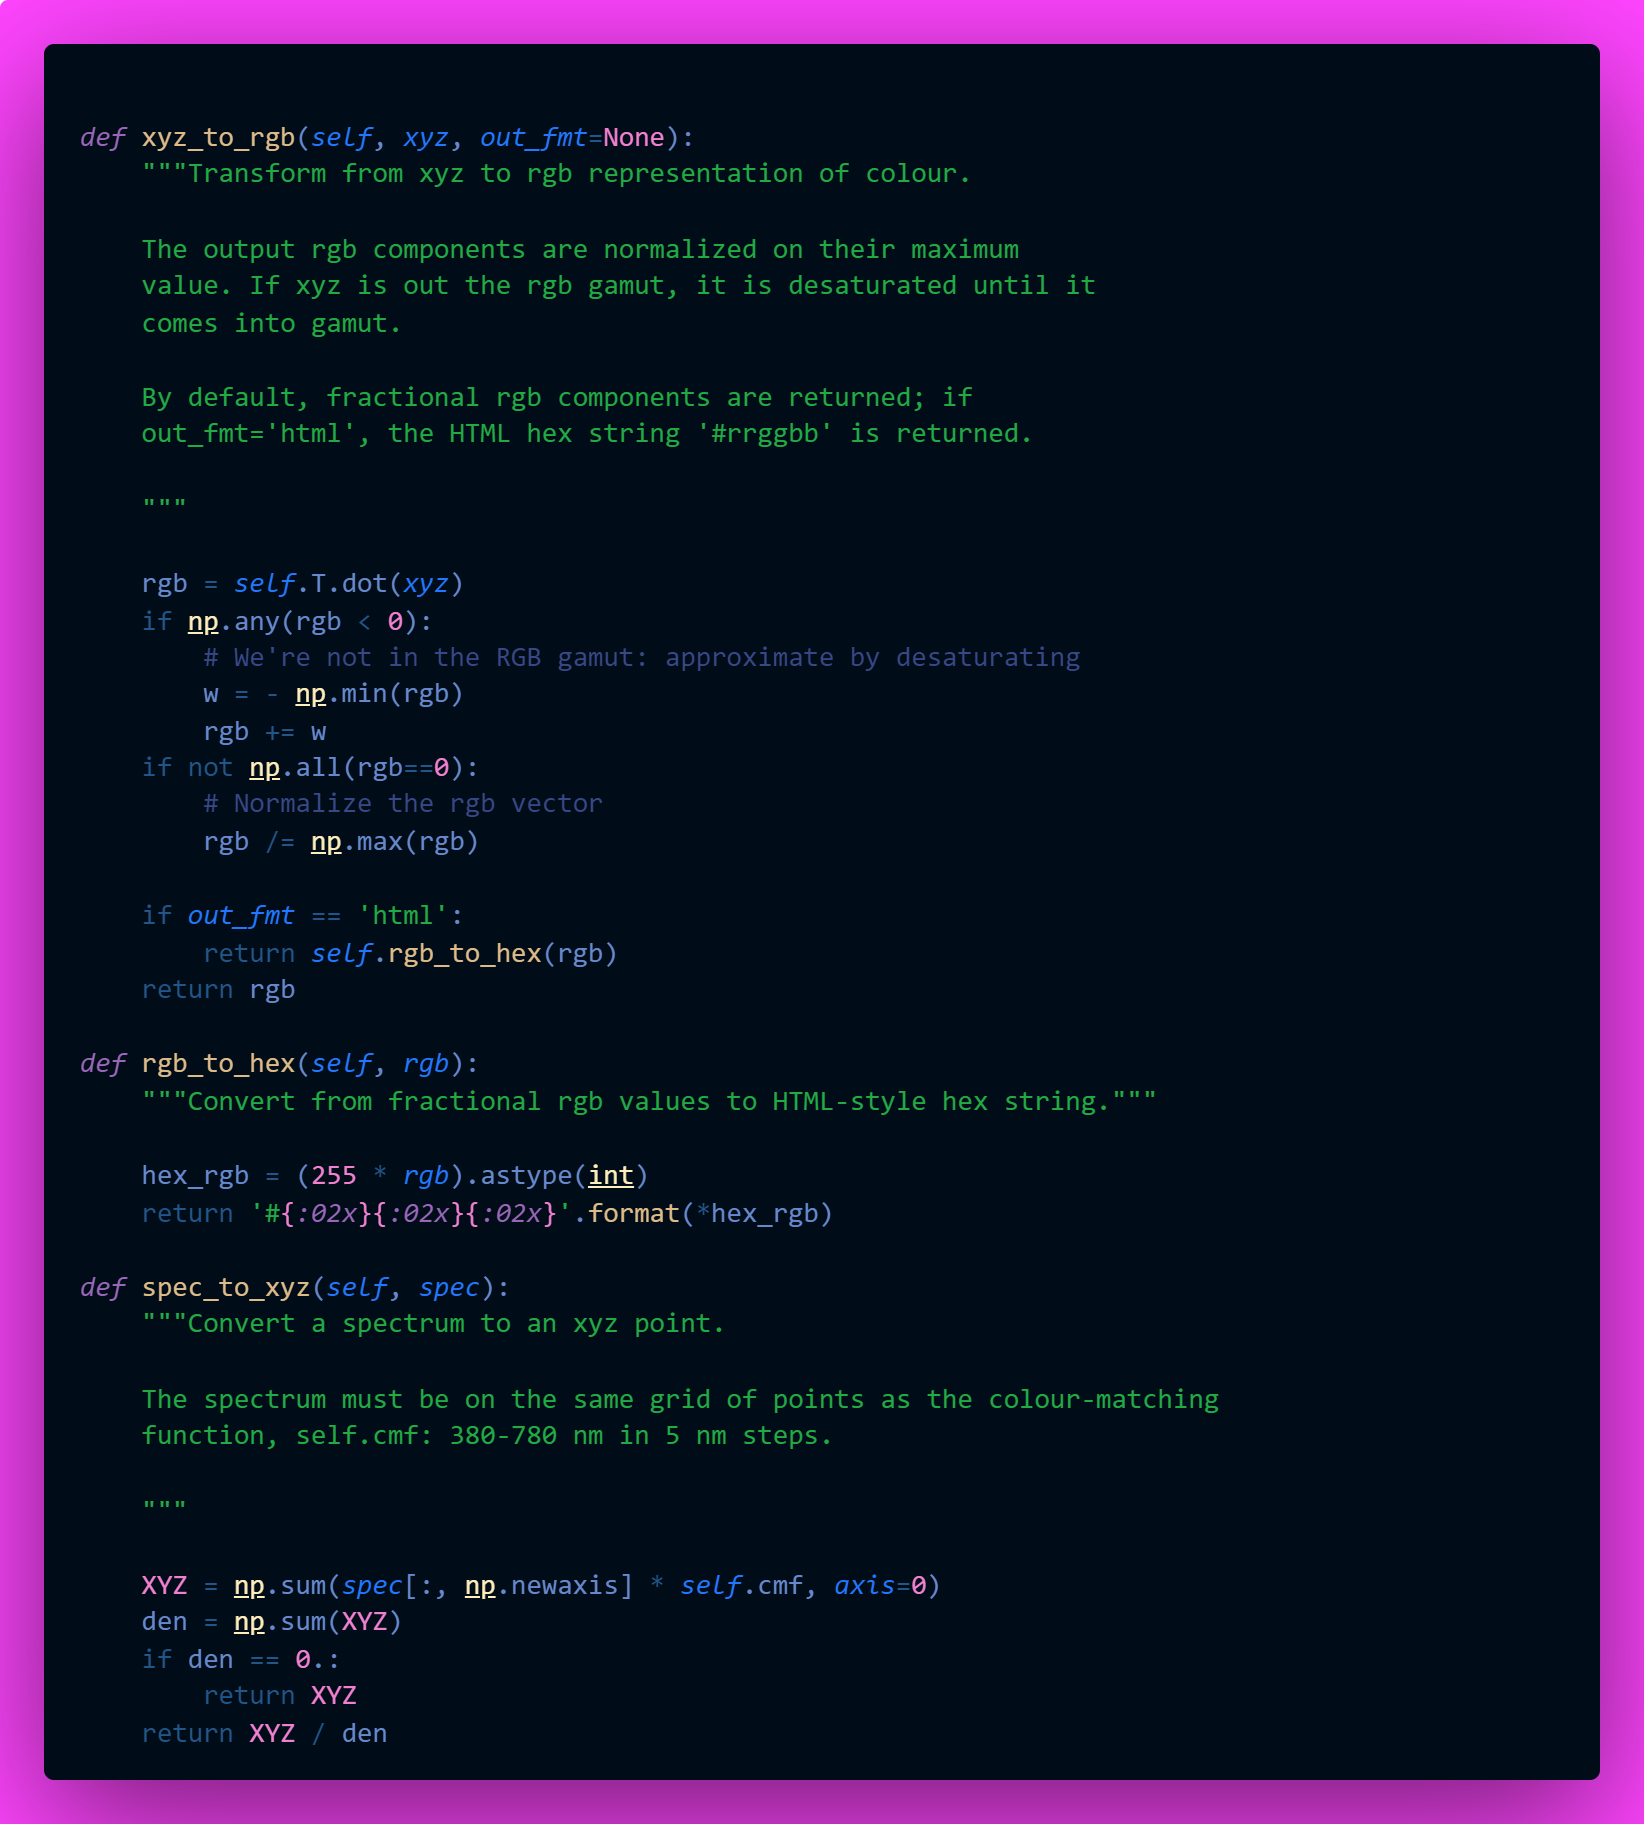 def xyz_to_rgb(self, xyz, out_fmt=None):
    """Transform from xyz to rgb representation of colour.

    The output rgb components are normalized on their maximum
    value. If xyz is out the rgb gamut, it is desaturated until it
    comes into gamut.

    By default, fractional rgb components are returned; if
    out_fmt='html', the HTML hex string '#rrggbb' is returned.

    """

    rgb = self.T.dot(xyz)
    if np.any(rgb < 0):
        # We're not in the RGB gamut: approximate by desaturating
        w = - np.min(rgb)
        rgb += w
    if not np.all(rgb==0):
        # Normalize the rgb vector
        rgb /= np.max(rgb)

    if out_fmt == 'html':
        return self.rgb_to_hex(rgb)
    return rgb

def rgb_to_hex(self, rgb):
    """Convert from fractional rgb values to HTML-style hex string."""

    hex_rgb = (255 * rgb).astype(int)
    return '#{:02x}{:02x}{:02x}'.format(*hex_rgb)

def spec_to_xyz(self, spec):
    """Convert a spectrum to an xyz point.

    The spectrum must be on the same grid of points as the colour-matching
    function, self.cmf: 380-780 nm in 5 nm steps.

    """

    XYZ = np.sum(spec[:, np.newaxis] * self.cmf, axis=0)
    den = np.sum(XYZ)
    if den == 0.:
        return XYZ
    return XYZ / den